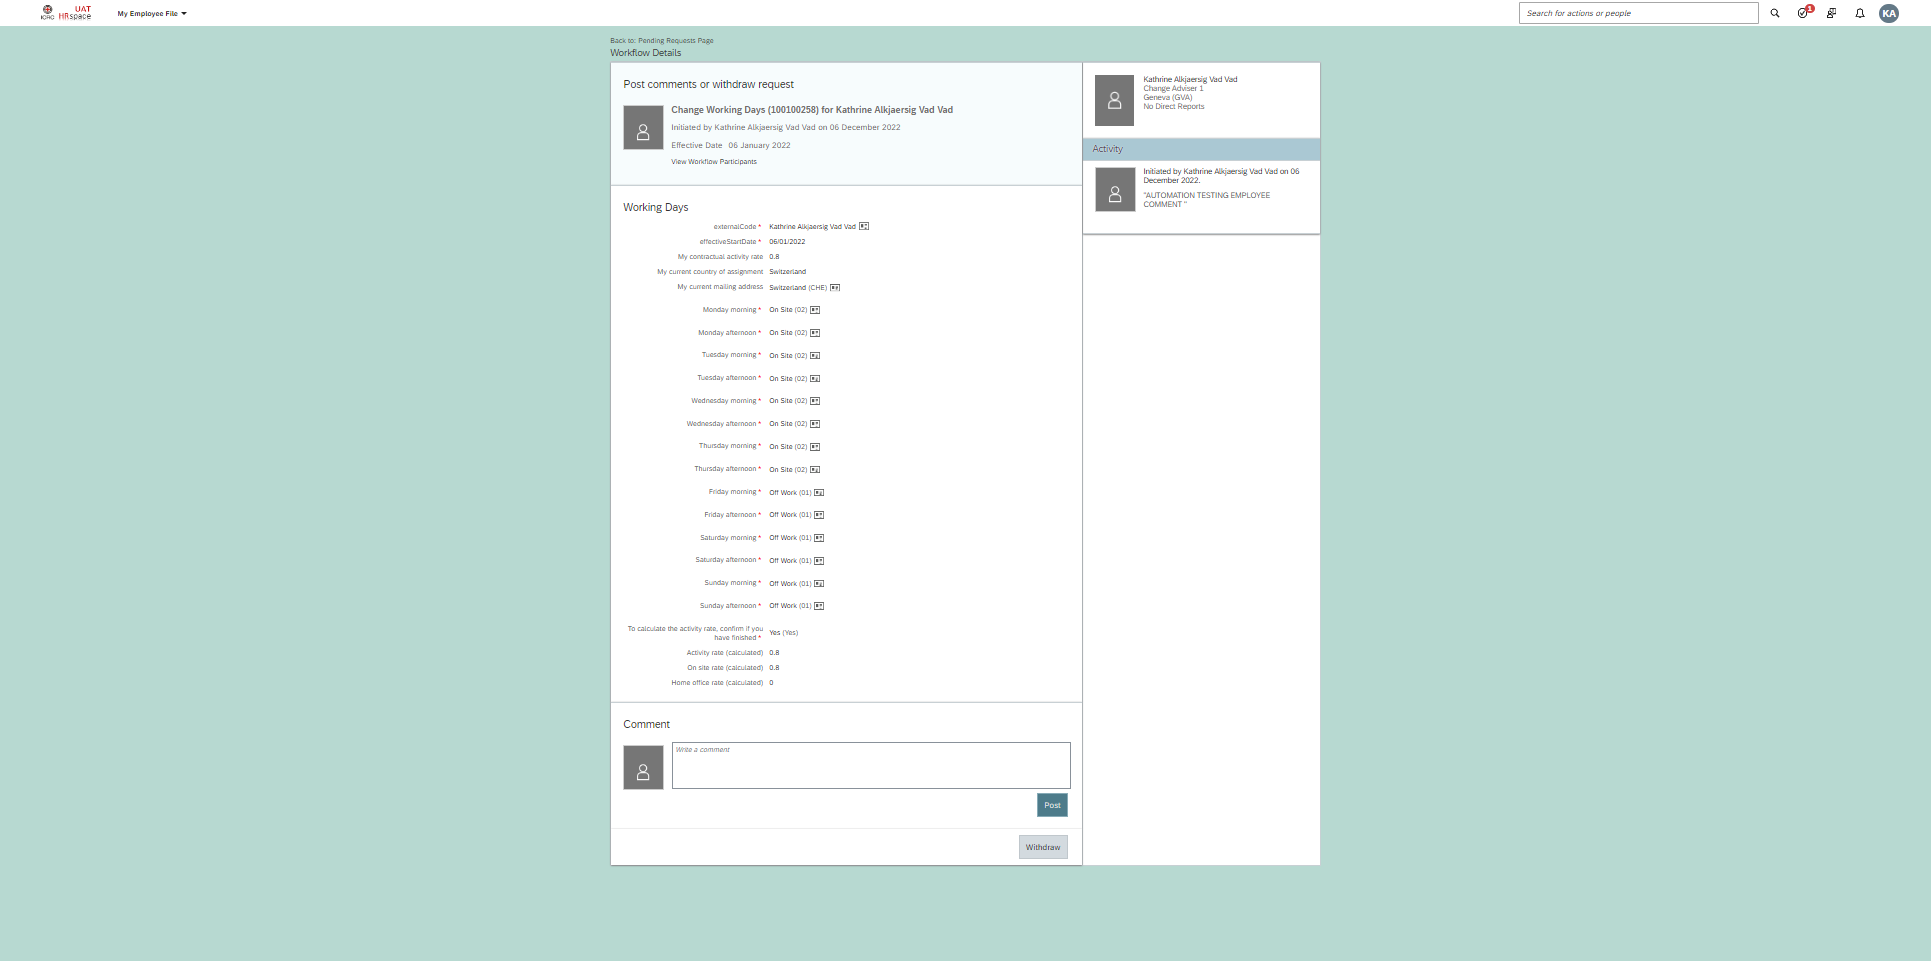 ICRC
UAT
HRspace
My Employee File
Search for actions or people
1
KA
Back to: Pending Requests Page
Workflow Details
Post comments or withdraw request
Change Working Days (100100258) for Kathrine Alkjaersig Vad Vad
Initiated by Kathrine Alkjaersig Vad Vad on 06 December 2022
Effective Date 06 January 2022
View Workflow Participants
Working Days
externalCode * Kathrine Alkjaersig Vad Vad
effectiveStartDate * 06/01/2022
My contractual activity rate 0.8
My current country of assignment Switzerland
My current mailing address Switzerland (CHE)
Monday morning * On Site (02)
Monday afternoon * On Site (02)
Tuesday morning * On Site (02)
Tuesday afternoon * On Site (02)
Wednesday morning * On Site (02)
Wednesday afternoon * On Site (02)
Thursday morning * On Site (02)
Thursday afternoon * On Site (02)
Friday morning * Off Work (01)
Friday afternoon * Off Work (01)
Saturday morning * Off Work (01)
Saturday afternoon * Off Work (01)
Sunday morning * Off Work (01)
Sunday afternoon * Off Work (01)
To calculate the activity rate, confirm if you
have finished * Yes (Yes)
Activity rate (calculated) 0.8
On site rate (calculated) 0.8
Home office rate (calculated) 0
Comment
Write a comment
Post
Withdraw
Kathrine Alkjaersig Vad Vad
Change Adviser 1
Geneva (GVA)
No Direct Reports
Activity
Initiated by Kathrine Alkjaersig Vad Vad on 06
December 2022.
"AUTOMATION TESTING EMPLOYEE
COMMENT "